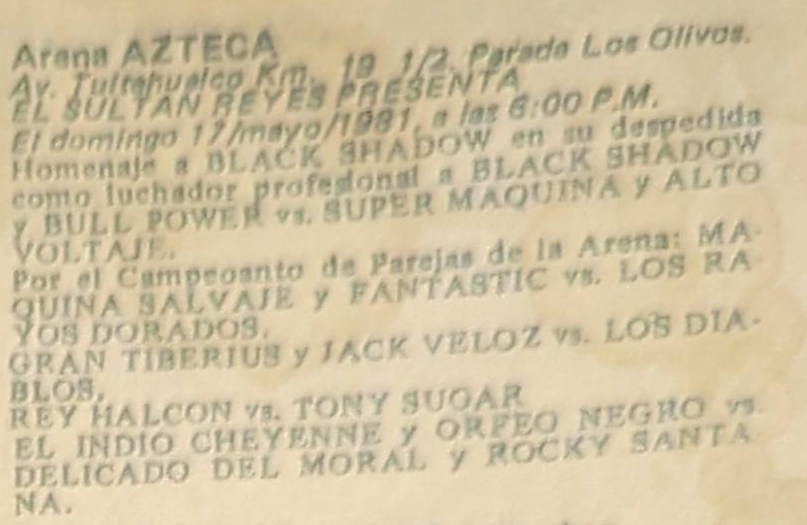 Arena AZTECA
Av. Tultehualco Km. 19 1/2. Parada Los Olivos.
EL SULTAN REYES PRESENTA
El domingo 17/mayo/1981, a las 6:00 P.M.
Homenaje a BLACK SHADOW en su despedida
como luchador profesional a BLACK SHADOW
y BULL POWER vs. SUPER MAQUINA y ALTO
VOLTAJE.
Por el Campeoanto de Parejas de la Arena: MA-
QUINA SALVAJE y FANTASTIC vs. LOS RA-
YOS DORADOS.
GRAN TIBERIUS y JACK VELOZ vs. LOS DIA-
BLOS.
REY HALCON vs. TONY SUGAR
EL INDIO CHEYENNE y ORFEO NEGRO vs.
DELICADO DEL MORAL y ROCKY SANTA-
NA.